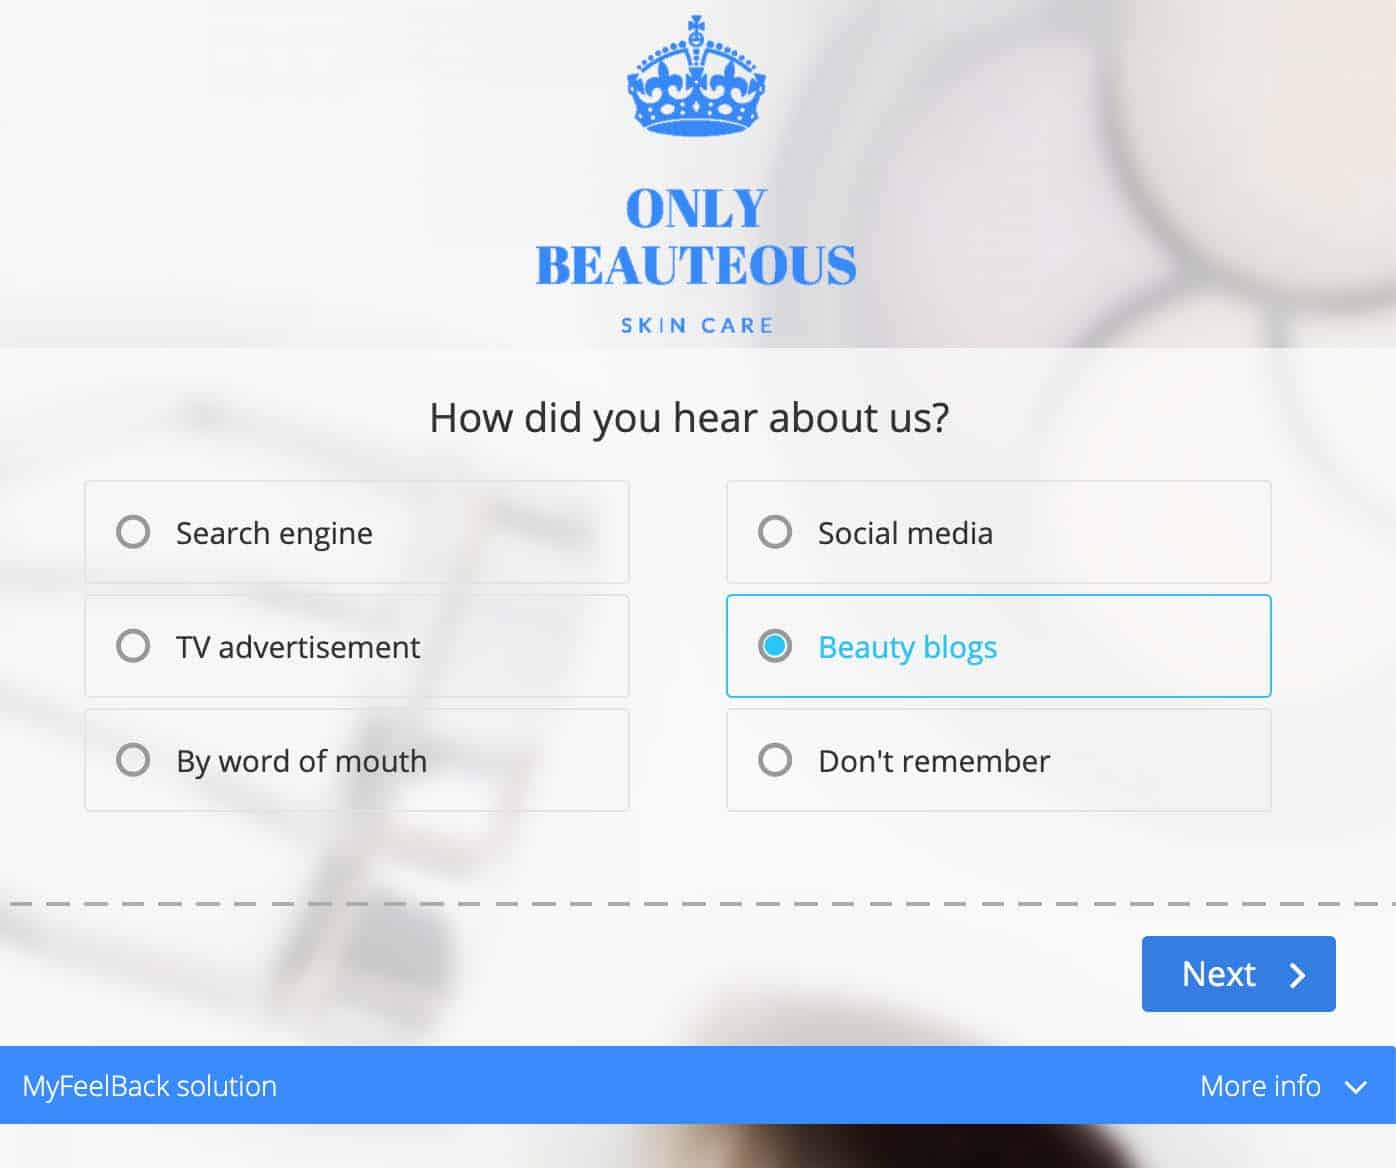 ONLY
BEAUTEOUS
SKIN CARE
How did you hear about us?
Search engine
Social media
TV advertisement
Beauty blogs
By word of mouth
Don't remember
Next
MyFeelBack solution
More info